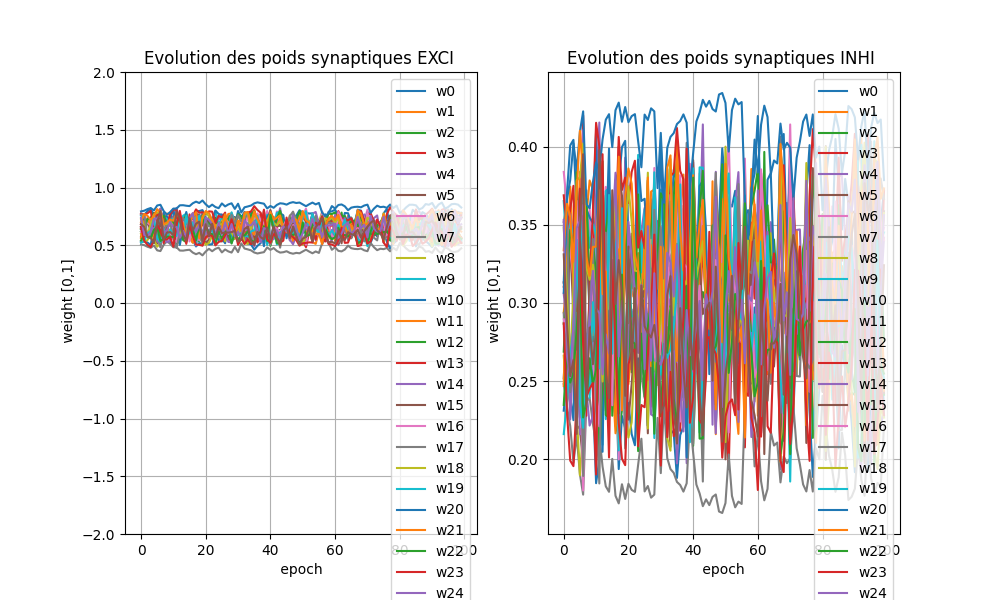 Evolution des poids synaptiques EXCI
weight [0,1]
2.0
1.5
1.0
0.5
0.0
−0.5
−1.0
−1.5
−2.0
0
20
40
60
80
100
epoch
w0
w1
w2
w3
w4
w5
w6
w7
w8
w9
w10
w11
w12
w13
w14
w15
w16
w17
w18
w19
w20
w21
w22
w23
w24
Evolution des poids synaptiques INHI
weight [0,1]
0.40
0.35
0.30
0.25
0.20
0
20
40
60
80
100
epoch
w0
w1
w2
w3
w4
w5
w6
w7
w8
w9
w10
w11
w12
w13
w14
w15
w16
w17
w18
w19
w20
w21
w22
w23
w24